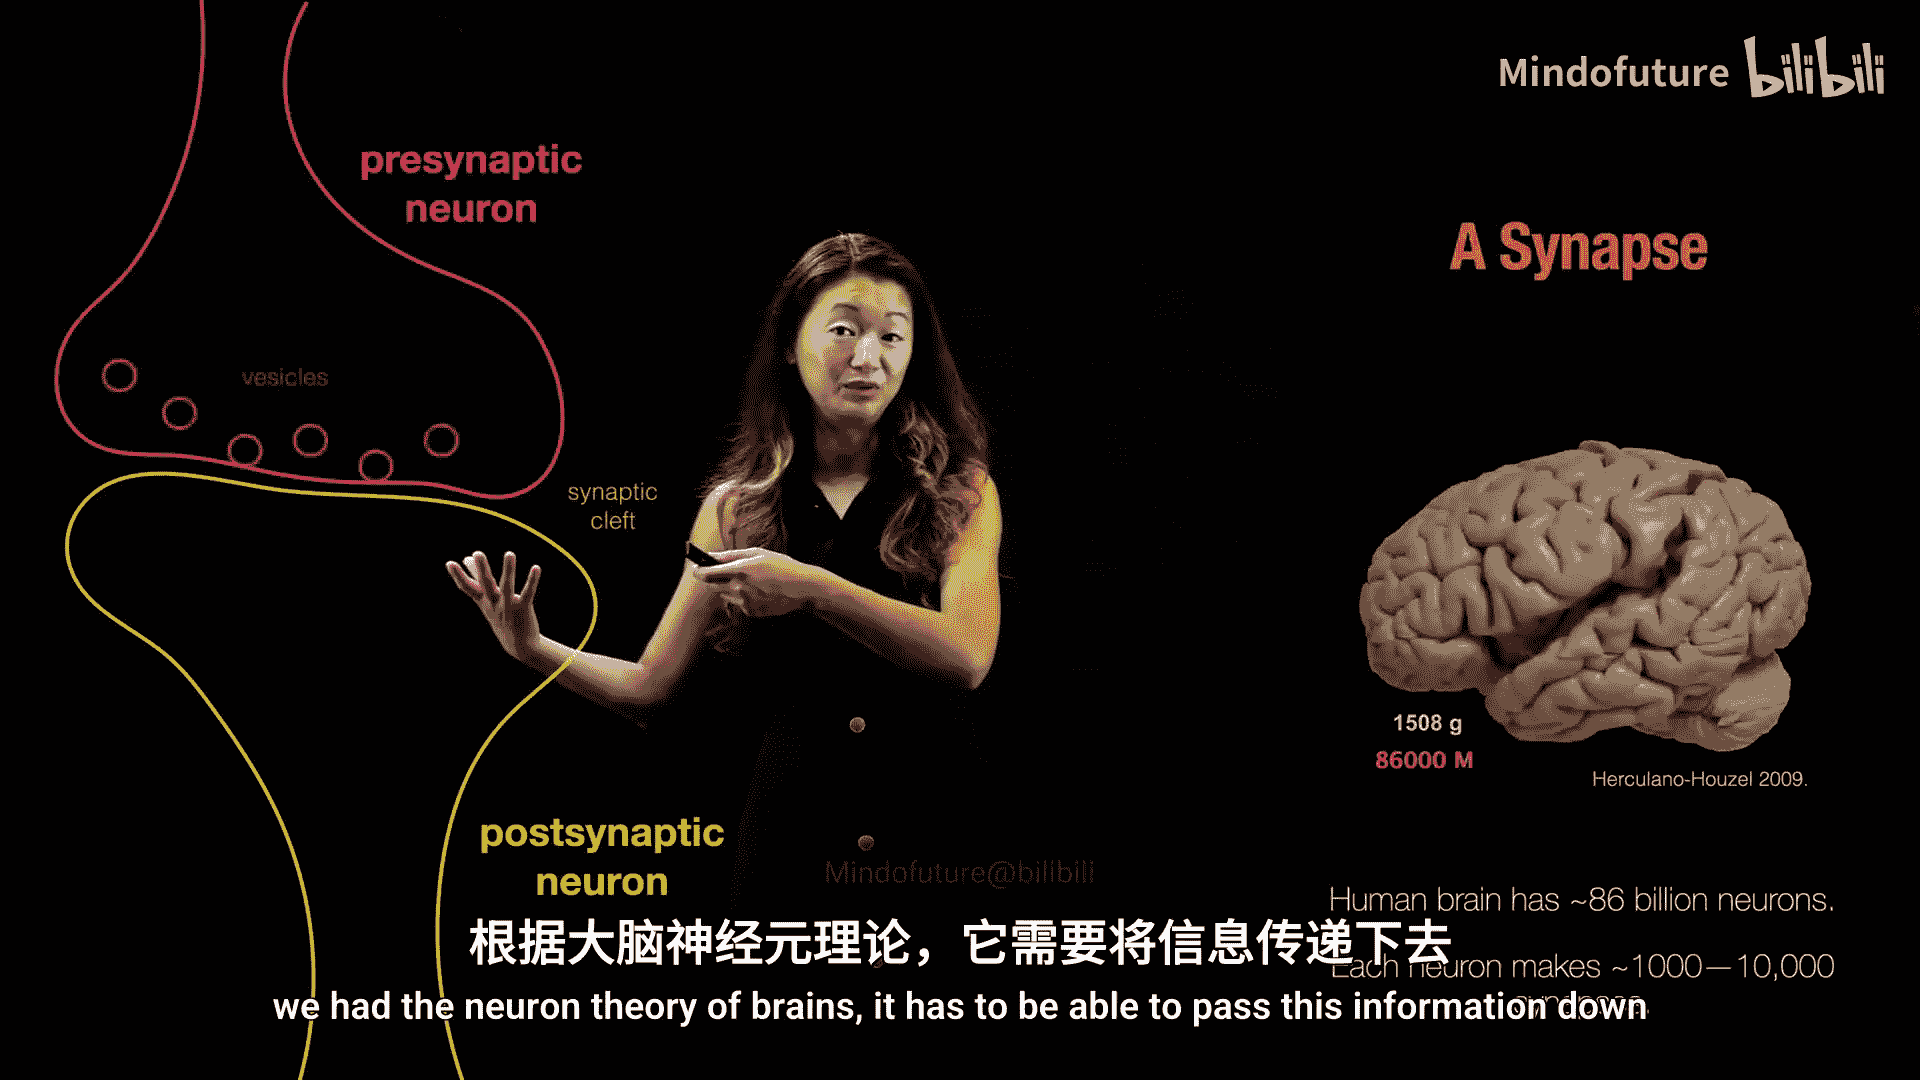 Mindofuture bilibili
presynaptic
neuron
A Synapse
vesicles
synaptic
cleft
1508 g
86000 M
Herculano-Houzel 2009.
postsynaptic
neuron
Mindofuture@bilibili
Human brain has ~86 billion neurons.
根据大脑神经元理论，它需要将信息传递下去
Each neuron makes ~1000—10,000
synapses.
we had the neuron theory of brains, it has to be able to pass this information down